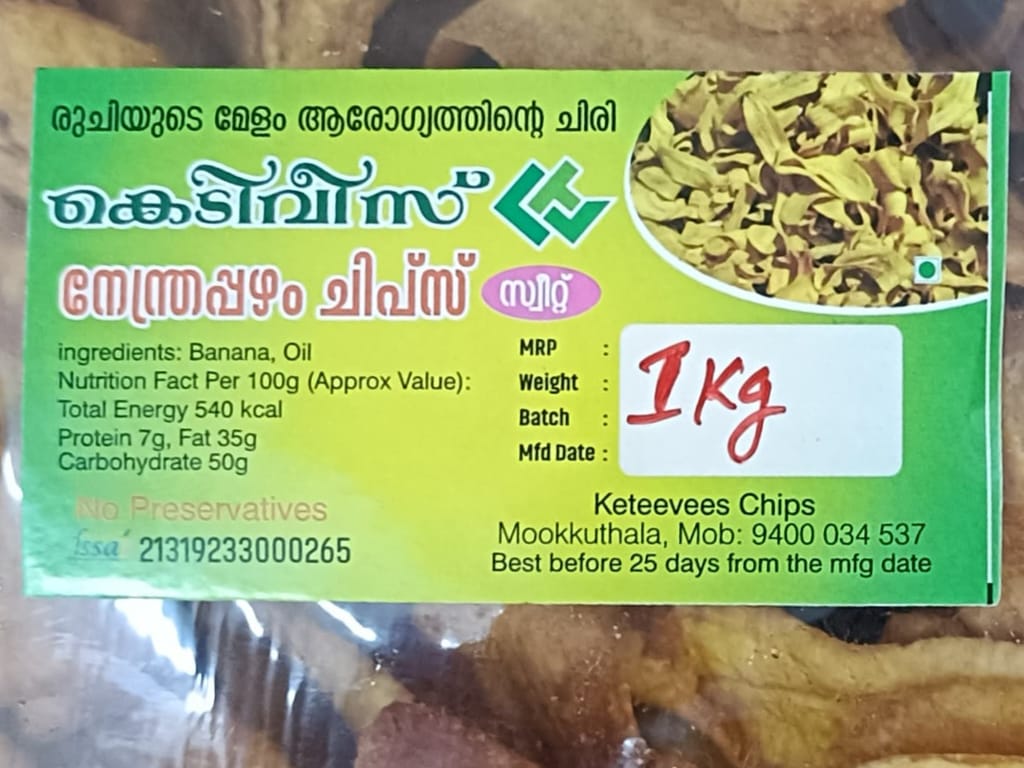 രുചിയുടെ മേളം ആരോഗ്യത്തിന്റെ ചിരി
കെടിവീസ്
നേന്ത്രപ്പഴം ചിപ്സ് സ്വീറ്റ്
ingredients: Banana, Oil
Nutrition Fact Per 100g (Approx Value):
Total Energy 540 kcal
Protein 7g, Fat 35g
Carbohydrate 50g
No Preservatives
fssai 21319233000265
MRP :
Weight : 1 Kg
Batch :
Mfd Date :
Keteevees Chips
Mookkuthala, Mob: 9400 034 537
Best before 25 days from the mfg date